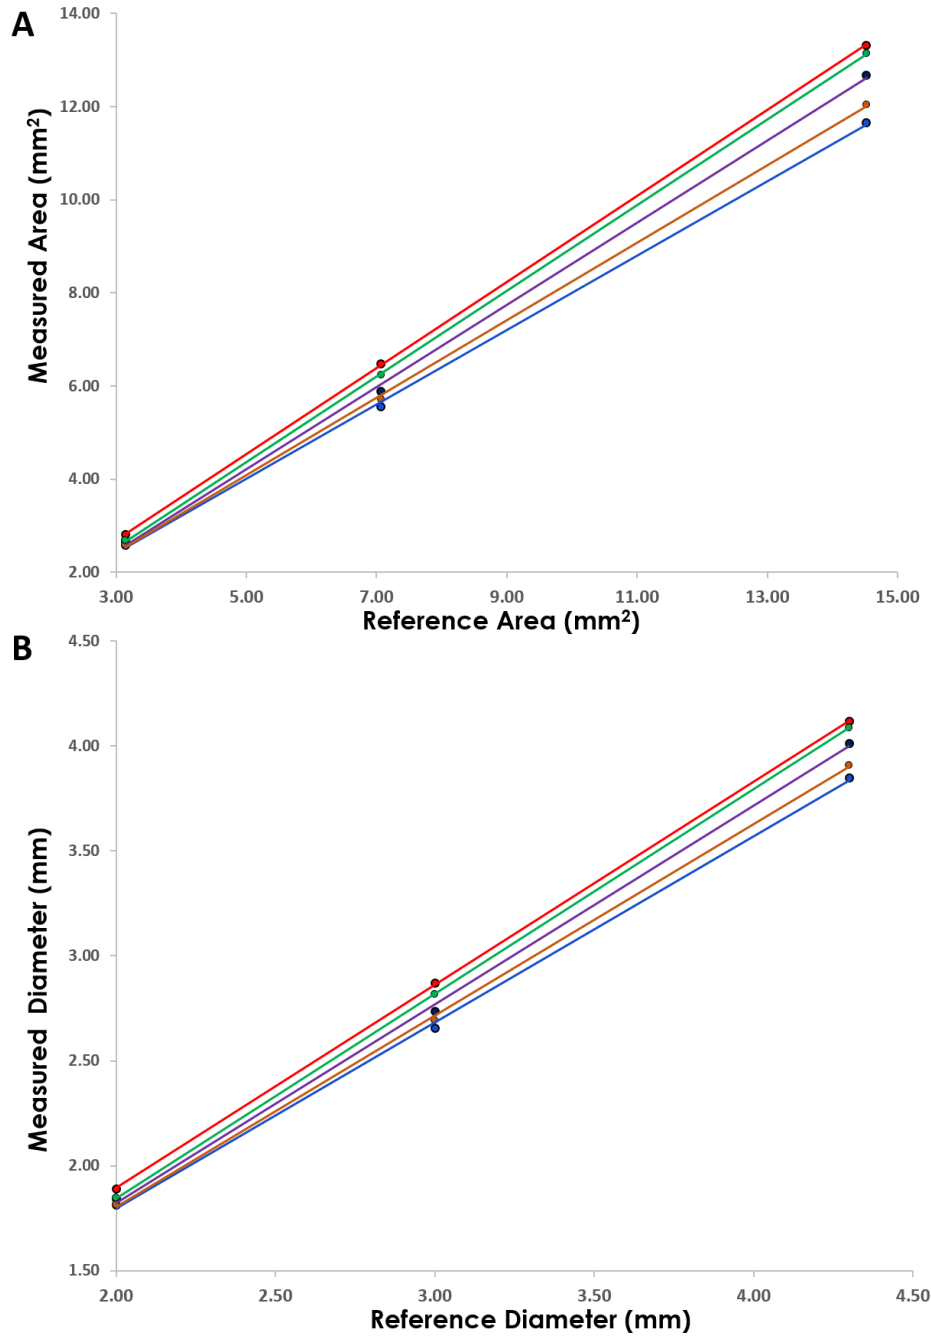 A
14.00
12.00
10.00
8.00
6.00
4.00
2.00
Measured Area (mm²)
3.00 5.00 7.00 9.00 11.00 13.00 15.00
Reference Area (mm²)
B
4.50
4.00
3.50
3.00
2.50
2.00
1.50
Measured Diameter (mm)
2.00 2.50 3.00 3.50 4.00 4.50
Reference Diameter (mm)